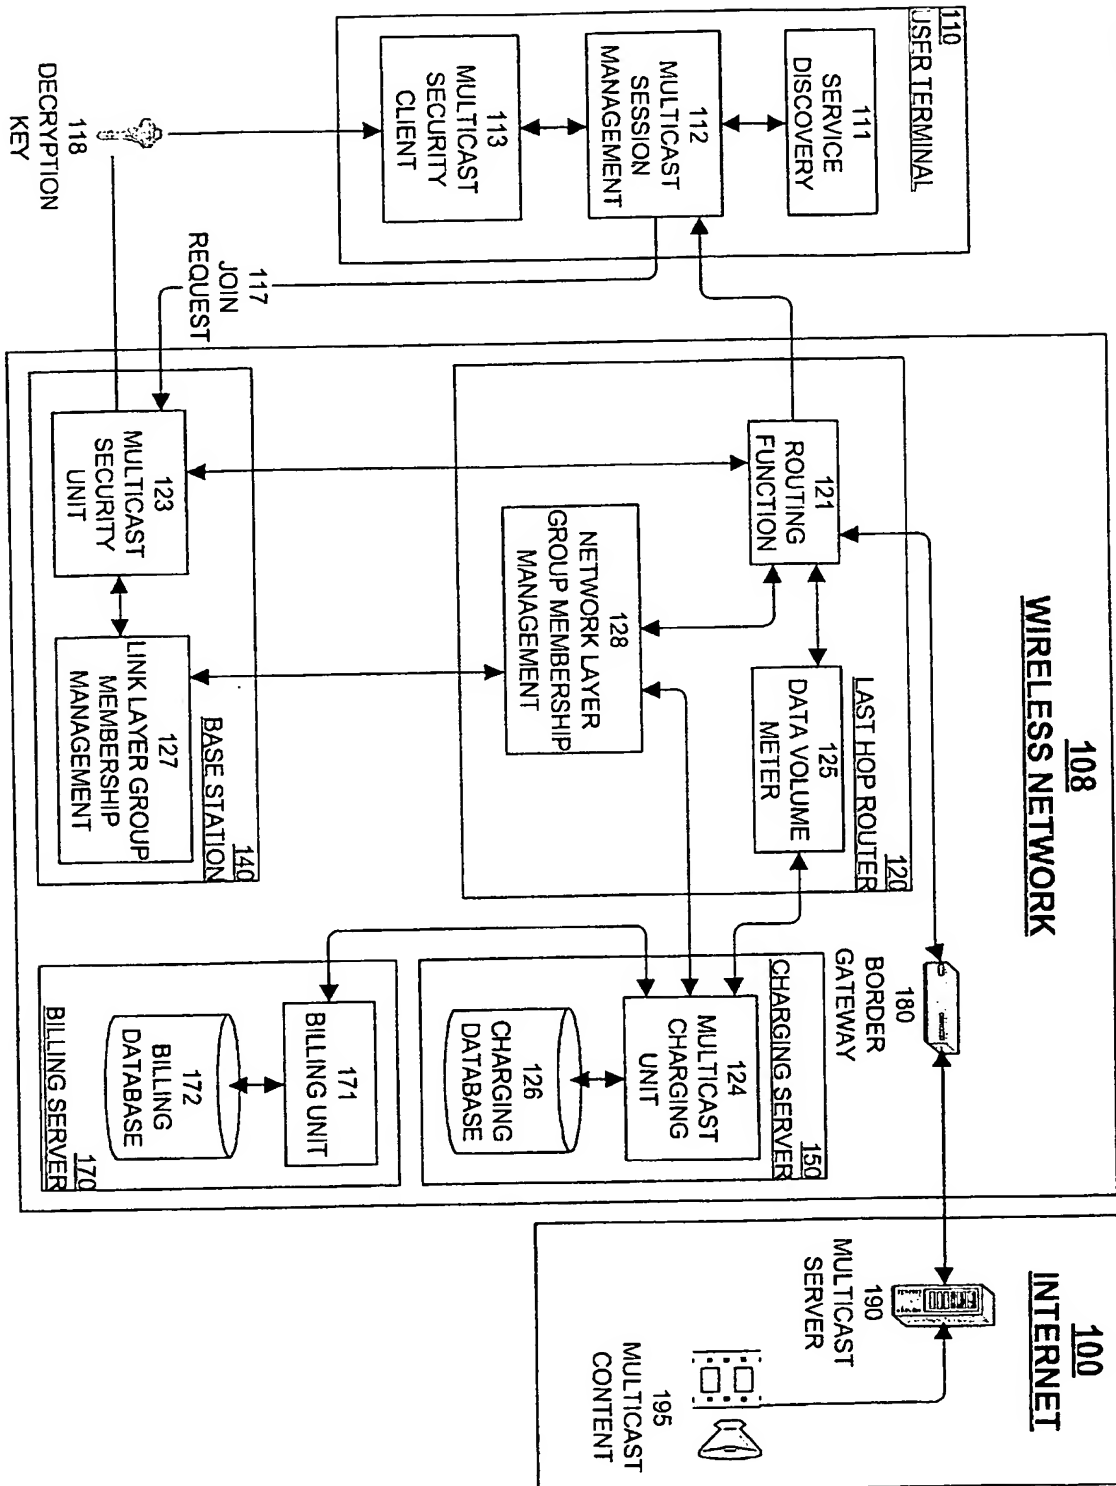 108
WIRELESS NETWORK
100
INTERNET
110
USER TERMINAL
111
SERVICE
DISCOVERY
112
MULTICAST
SESSION
MANAGEMENT
113
MULTICAST
SECURITY
CLIENT
118
DECRYPTION
KEY
117
JOIN
REQUEST
LAST HOP ROUTER
120
121
ROUTING
FUNCTION
125
DATA VOLUME
METER
128
NETWORK LAYER
GROUP MEMBERSHIP
MANAGEMENT
BASE STATION
140
123
MULTICAST
SECURITY
UNIT
127
LINK LAYER GROUP
MEMBERSHIP
MANAGEMENT
180
BORDER
GATEWAY
CHARGING SERVER
150
124
MULTICAST
CHARGING
UNIT
126
CHARGING
DATABASE
171
BILLING UNIT
172
BILLING
DATABASE
BILLING SERVER
170
190
MULTICAST
SERVER
195
MULTICAST
CONTENT